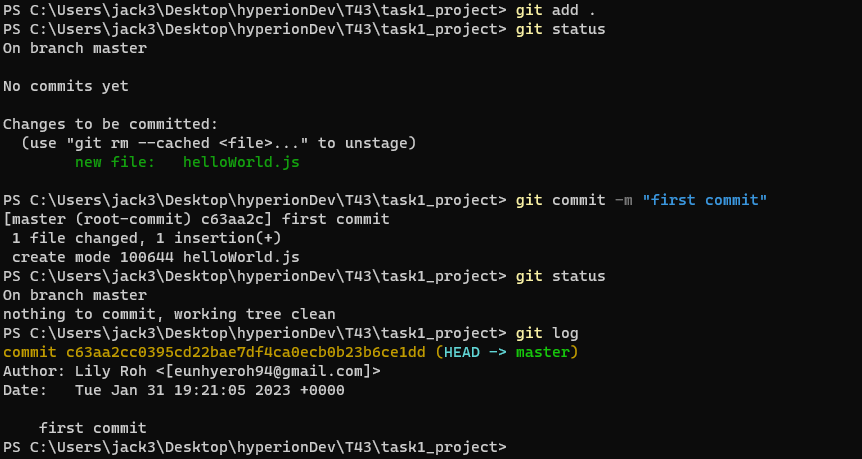 PS C:\Users\jack3\Desktop\hyperionDev\T43\task1_project> git add .
PS C:\Users\jack3\Desktop\hyperionDev\T43\task1_project> git status
On branch master
No commits yet
Changes to be committed:
  (use "git rm --cached <file>..." to unstage)
        new file:   helloWorld.js
PS C:\Users\jack3\Desktop\hyperionDev\T43\task1_project> git commit -m "first commit"
[master (root-commit) c63aa2c] first commit
 1 file changed, 1 insertion(+)
 create mode 100644 helloWorld.js
PS C:\Users\jack3\Desktop\hyperionDev\T43\task1_project> git status
On branch master
nothing to commit, working tree clean
PS C:\Users\jack3\Desktop\hyperionDev\T43\task1_project> git log
commit c63aa2cc0395cd22bae7df4ca0ecb0b23b6ce1dd (HEAD -> master)
Author: Lily Roh <[eunhyeroh94@gmail.com]>
Date:   Tue Jan 31 19:21:05 2023 +0000
    first commit
PS C:\Users\jack3\Desktop\hyperionDev\T43\task1_project>